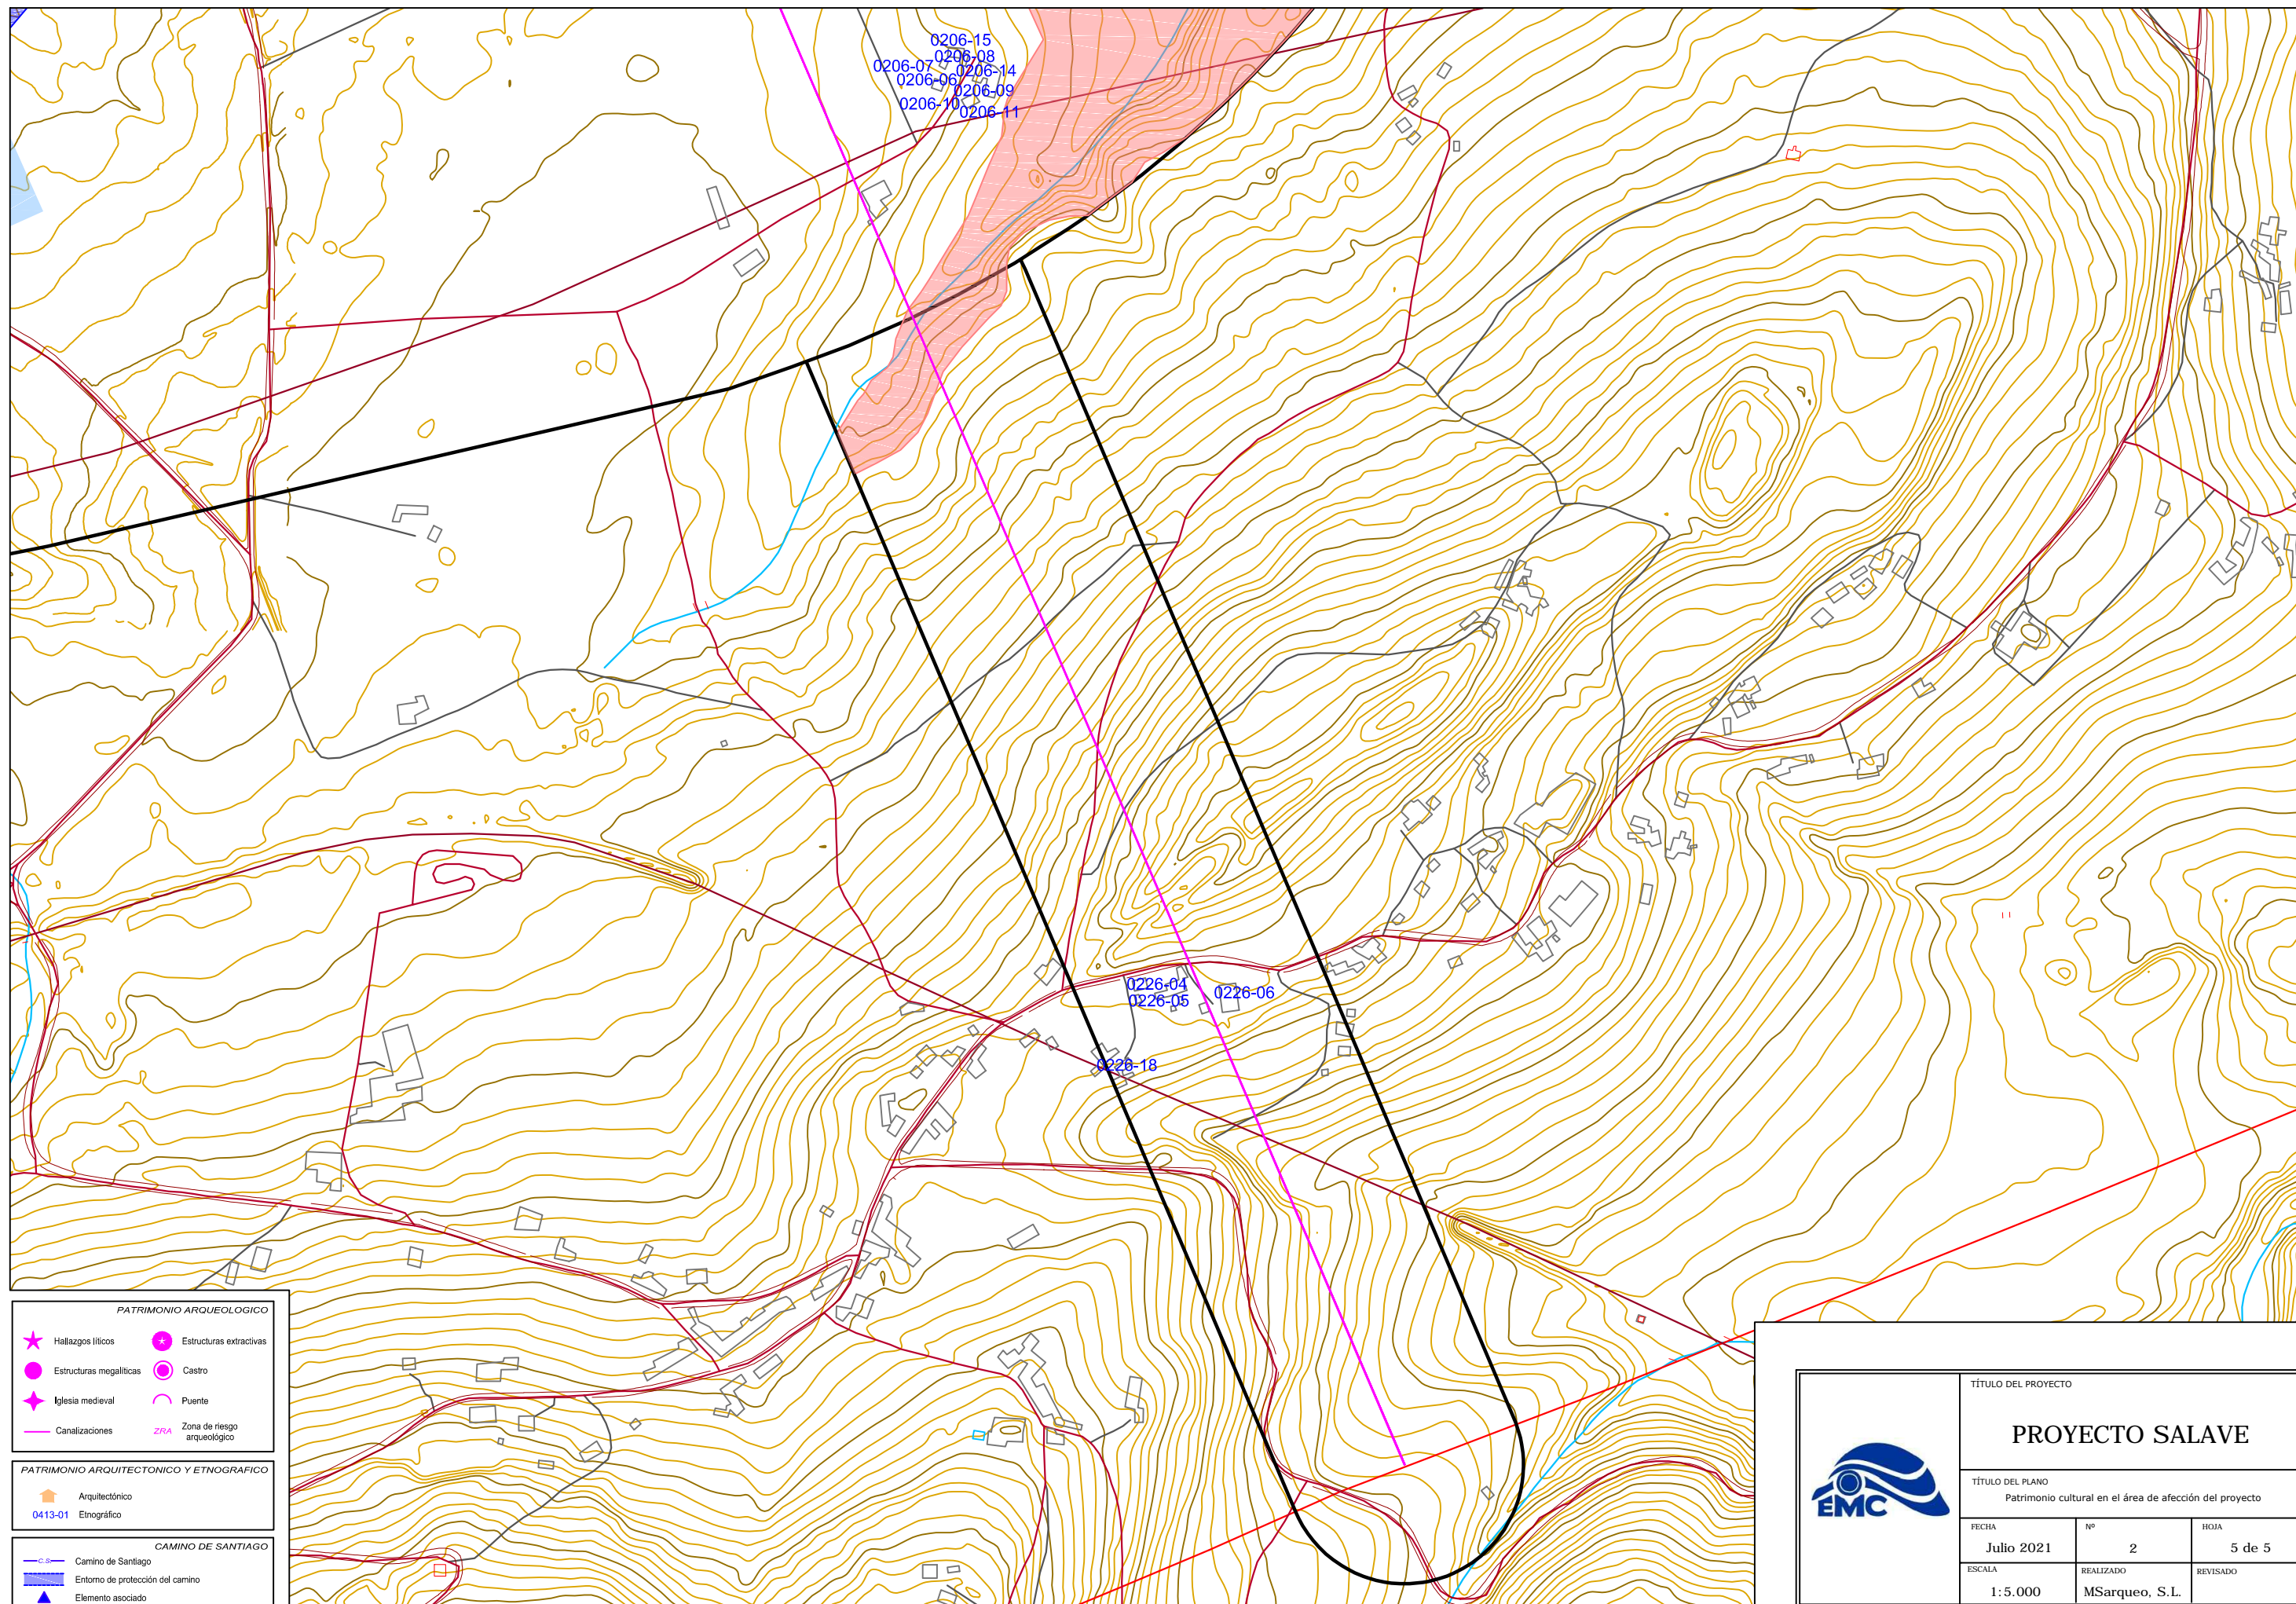 0206-15
0206-08
0206-07
0206-14
0206-06
0206-09
0206-10
0206-11
0226-04
0226-06
0226-05
0226-18
PATRIMONIO ARQUEOLOGICO
Hallazgos líticos
Estructuras extractivas
Estructuras megalíticas
Castro
Iglesia medieval
Puente
Canalizaciones
ZRA Zona de riesgo
arqueológico
PATRIMONIO ARQUITECTONICO Y ETNOGRAFICO
Arquitectónico
0413-01 Etnográfico
CAMINO DE SANTIAGO
C.S. Camino de Santiago
Entorno de protección del camino
Elemento asociado
EMC
TÍTULO DEL PROYECTO
PROYECTO SALAVE
TÍTULO DEL PLANO
Patrimonio cultural en el área de afección del proyecto
FECHA
Nº
HOJA
Julio 2021
2
5 de 5
ESCALA
REALIZADO
REVISADO
1:5.000
MSarqueo, S.L.